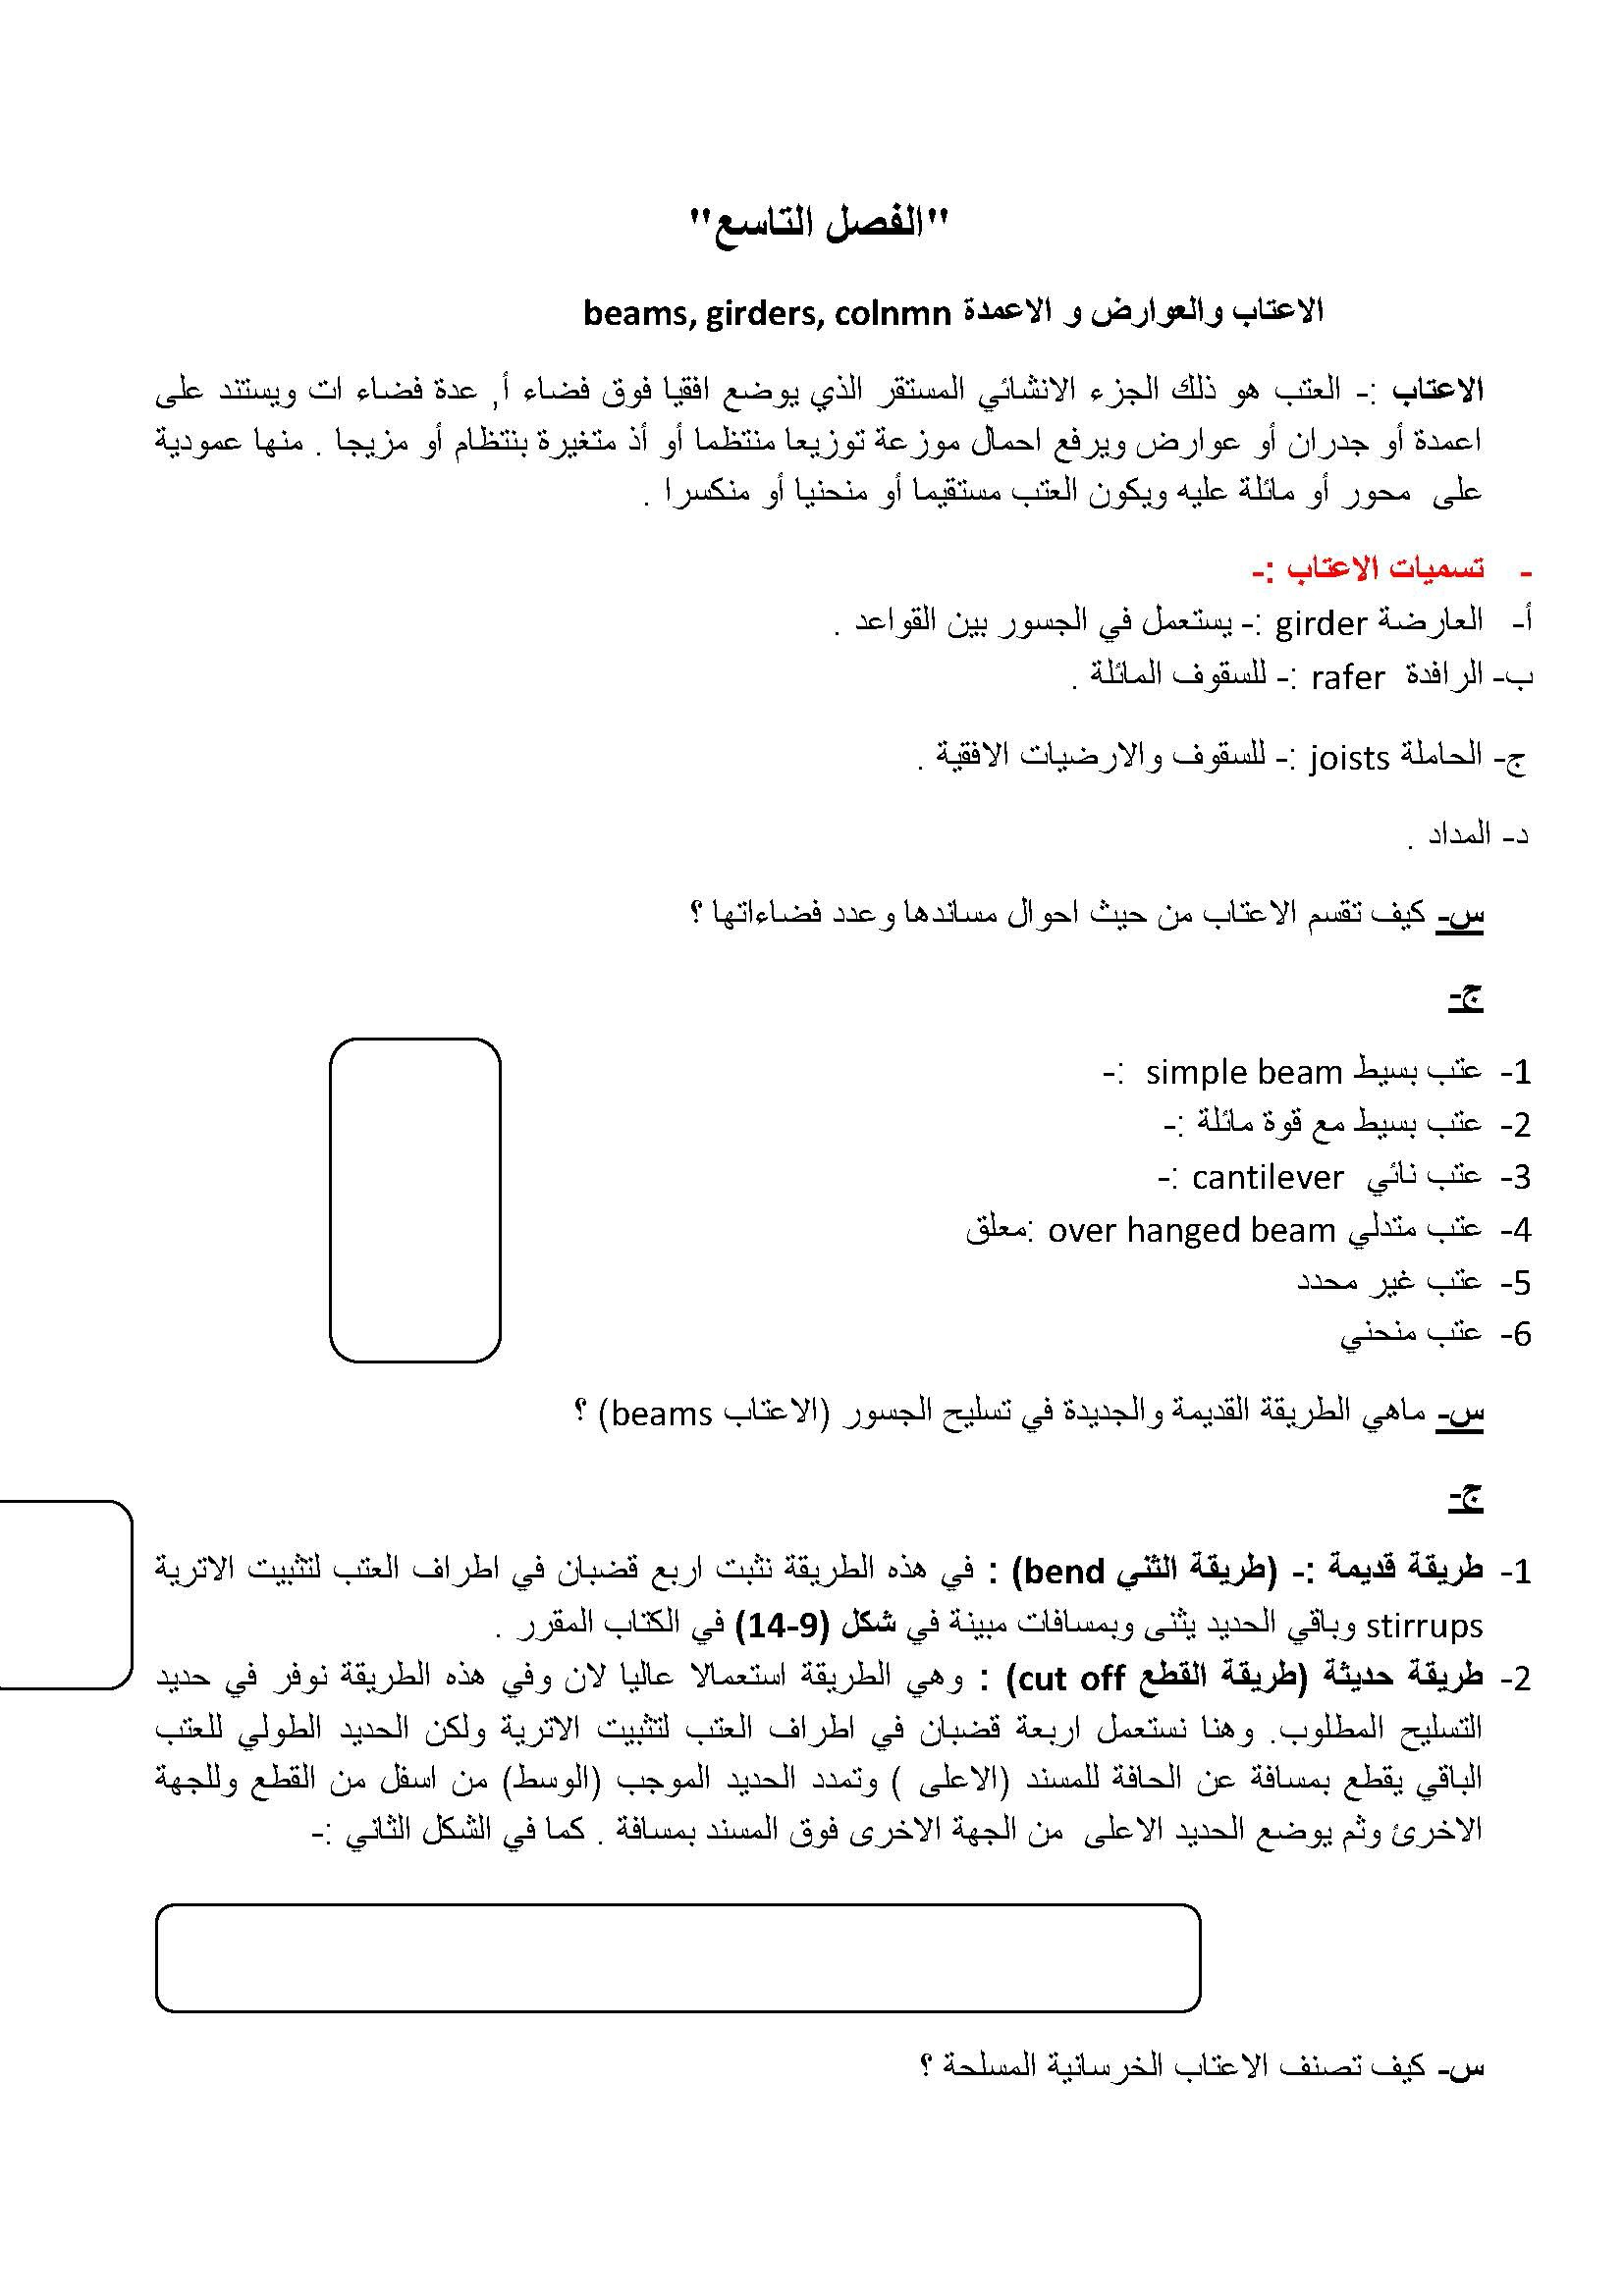 "الفصل التاسع"
الاعتاب والعوارض و الاعمدة beams, girders, colnmn
الاعتاب :- العتب هو ذلك الجزء الانشائي المستقر الذي يوضع افقيا فوق فضاء أ, عدة فضاء ات ويستند على
اعمدة أو جدران أو عوارض ويرفع احمال موزعة توزيعا منتظما أو أذ متغيرة بنتظام أو مزيجا . منها عمودية
على محور أو مائلة عليه ويكون العتب مستقيما أو منحنيا أو منكسرا .
- تسميات الاعتاب :-
أ- العارضة girder :- يستعمل في الجسور بين القواعد .
ب- الرافدة rafer :- للسقوف المائلة .
ج- الحاملة joists :- للسقوف والارضيات الافقية .
د- المداد .
س- كيف تقسم الاعتاب من حيث احوال مساندها وعدد فضاءاتها ؟
ج-
1- عتب بسيط simple beam :-
2- عتب بسيط مع قوة مائلة :-
3- عتب نائي cantilever :-
4- عتب متدلي over hanged beam :معلق
5- عتب غير محدد
6- عتب منحني
س- ماهي الطريقة القديمة والجديدة في تسليح الجسور (الاعتاب beams) ؟
ج-
1- طريقة قديمة :- (طريقة الثني bend) : في هذه الطريقة نثبت اربع قضبان في اطراف العتب لتثبيت الاترية
stirrups وباقي الحديد يثنى وبمسافات مبينة في شكل (9-14) في الكتاب المقرر .
2- طريقة حديثة (طريقة القطع cut off) : وهي الطريقة استعمالا عاليا لان وفي هذه الطريقة نوفر في حديد
التسليح المطلوب. وهنا نستعمل اربعة قضبان في اطراف العتب لتثبيت الاترية ولكن الحديد الطولي للعتب
الباقي يقطع بمسافة عن الحافة للمسند (الاعلى ) وتمدد الحديد الموجب (الوسط) من اسفل من القطع وللجهة
الاخرئ وثم يوضع الحديد الاعلى من الجهة الاخرى فوق المسند بمسافة . كما في الشكل الثاني :-
س- كيف تصنف الاعتاب الخرسانية المسلحة ؟